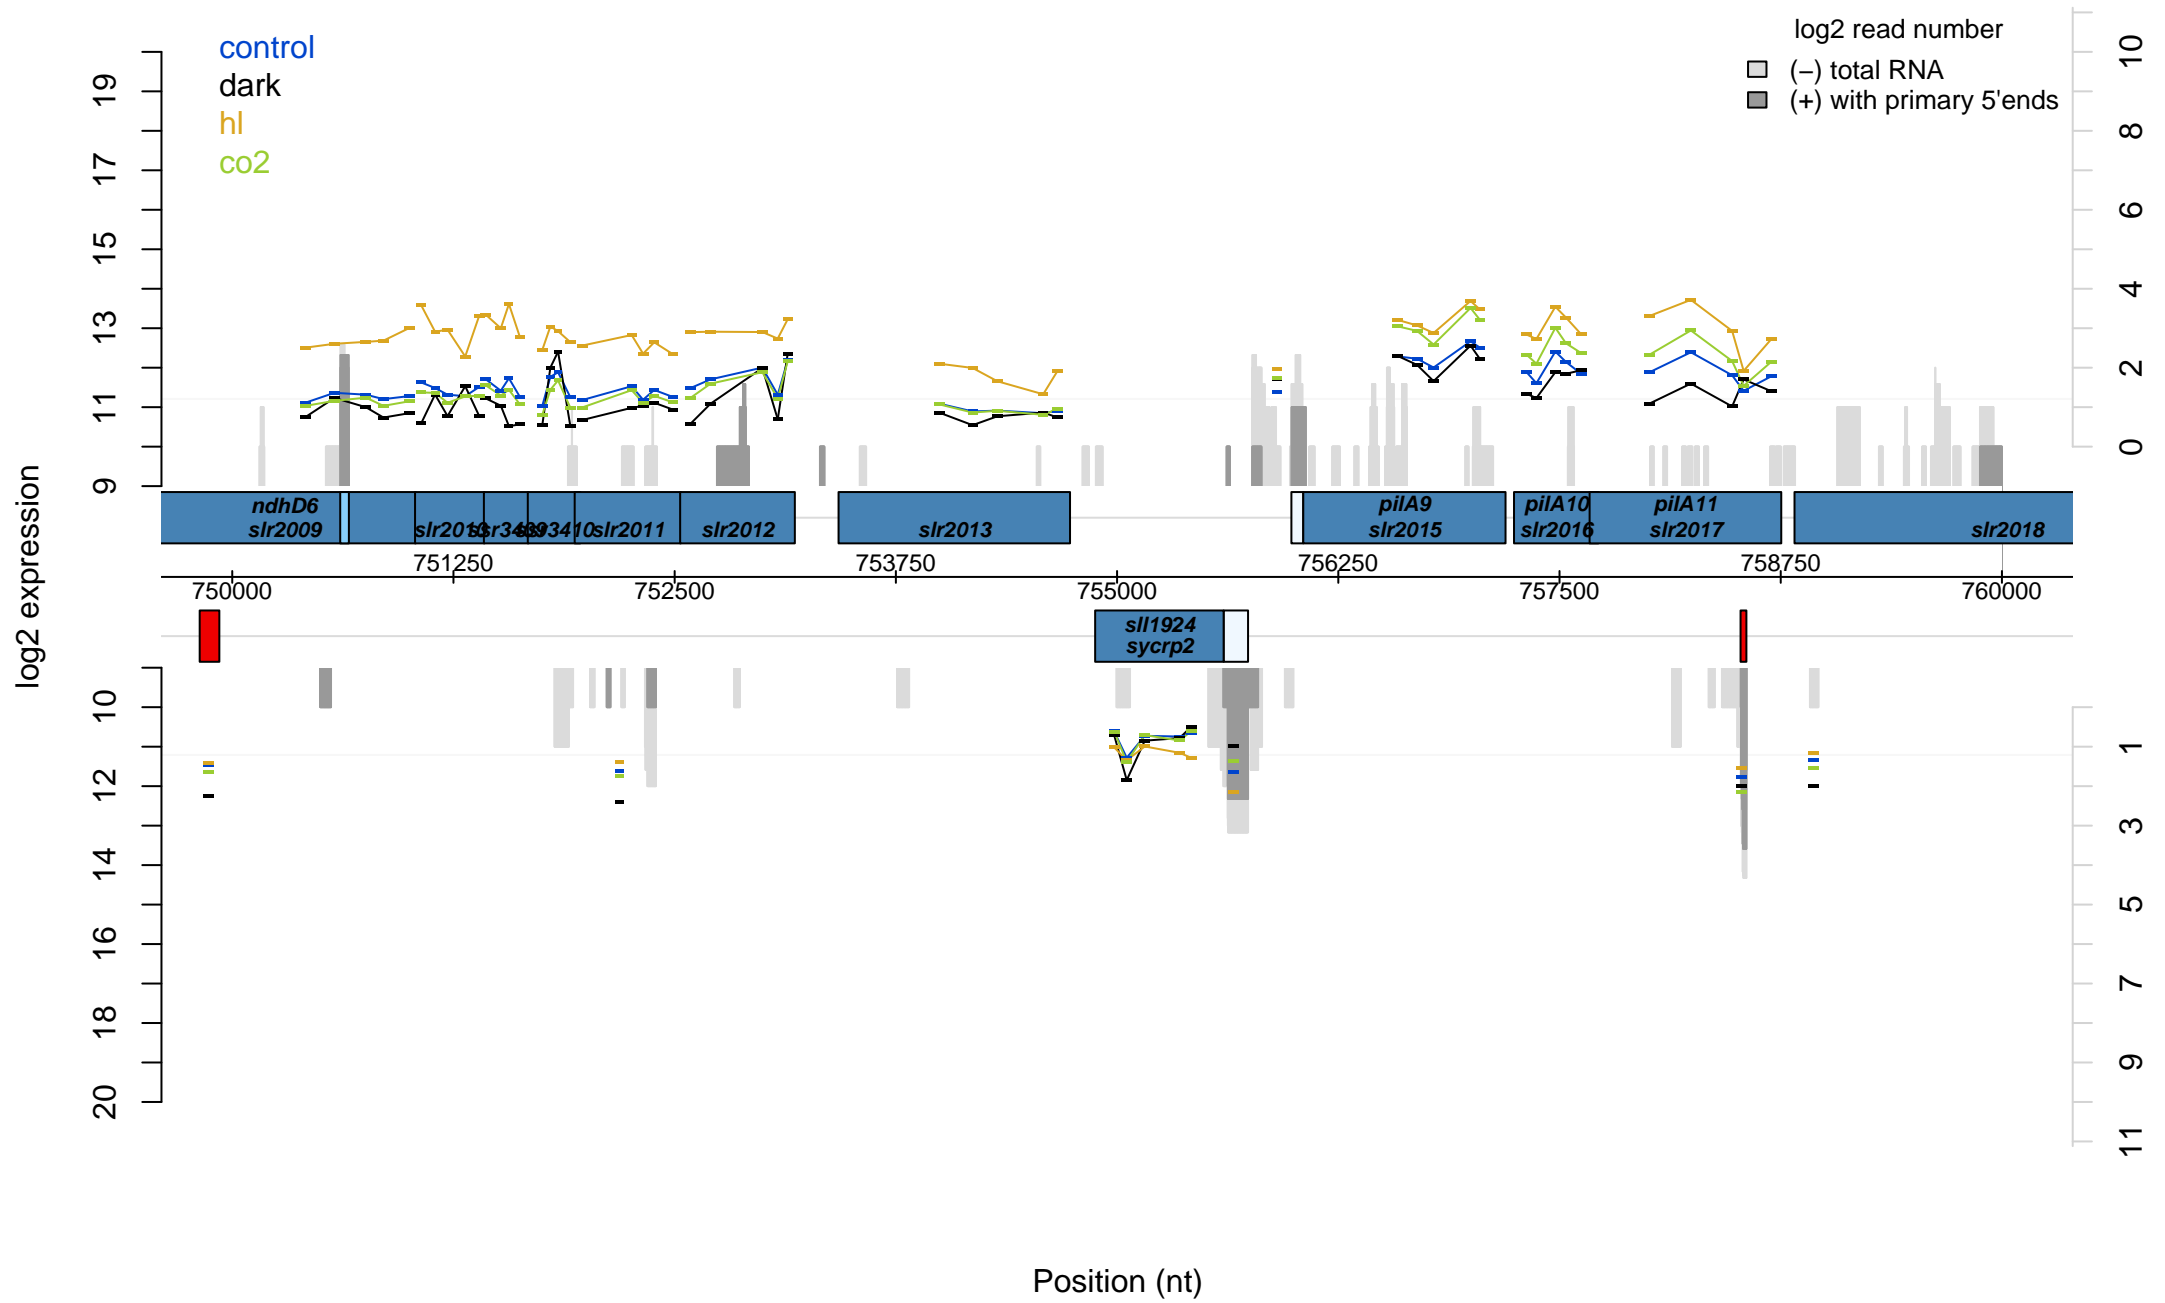 control
dark
hl
co2
log2 read number
(−) total RNA
(+) with primary 5'ends
19
17
15
13
11
9
10
8
6
4
2
0
log2 expression
ndhD6
slr2009
slr2010
ssr3409
ssr3410
slr2011
slr2012
slr2013
pilA9
slr2015
pilA10
slr2016
pilA11
slr2017
slr2018
751250
753750
756250
758750
750000
752500
755000
757500
760000
sll1924
sycrp2
10
12
14
16
18
20
1
3
5
7
9
11
Position (nt)